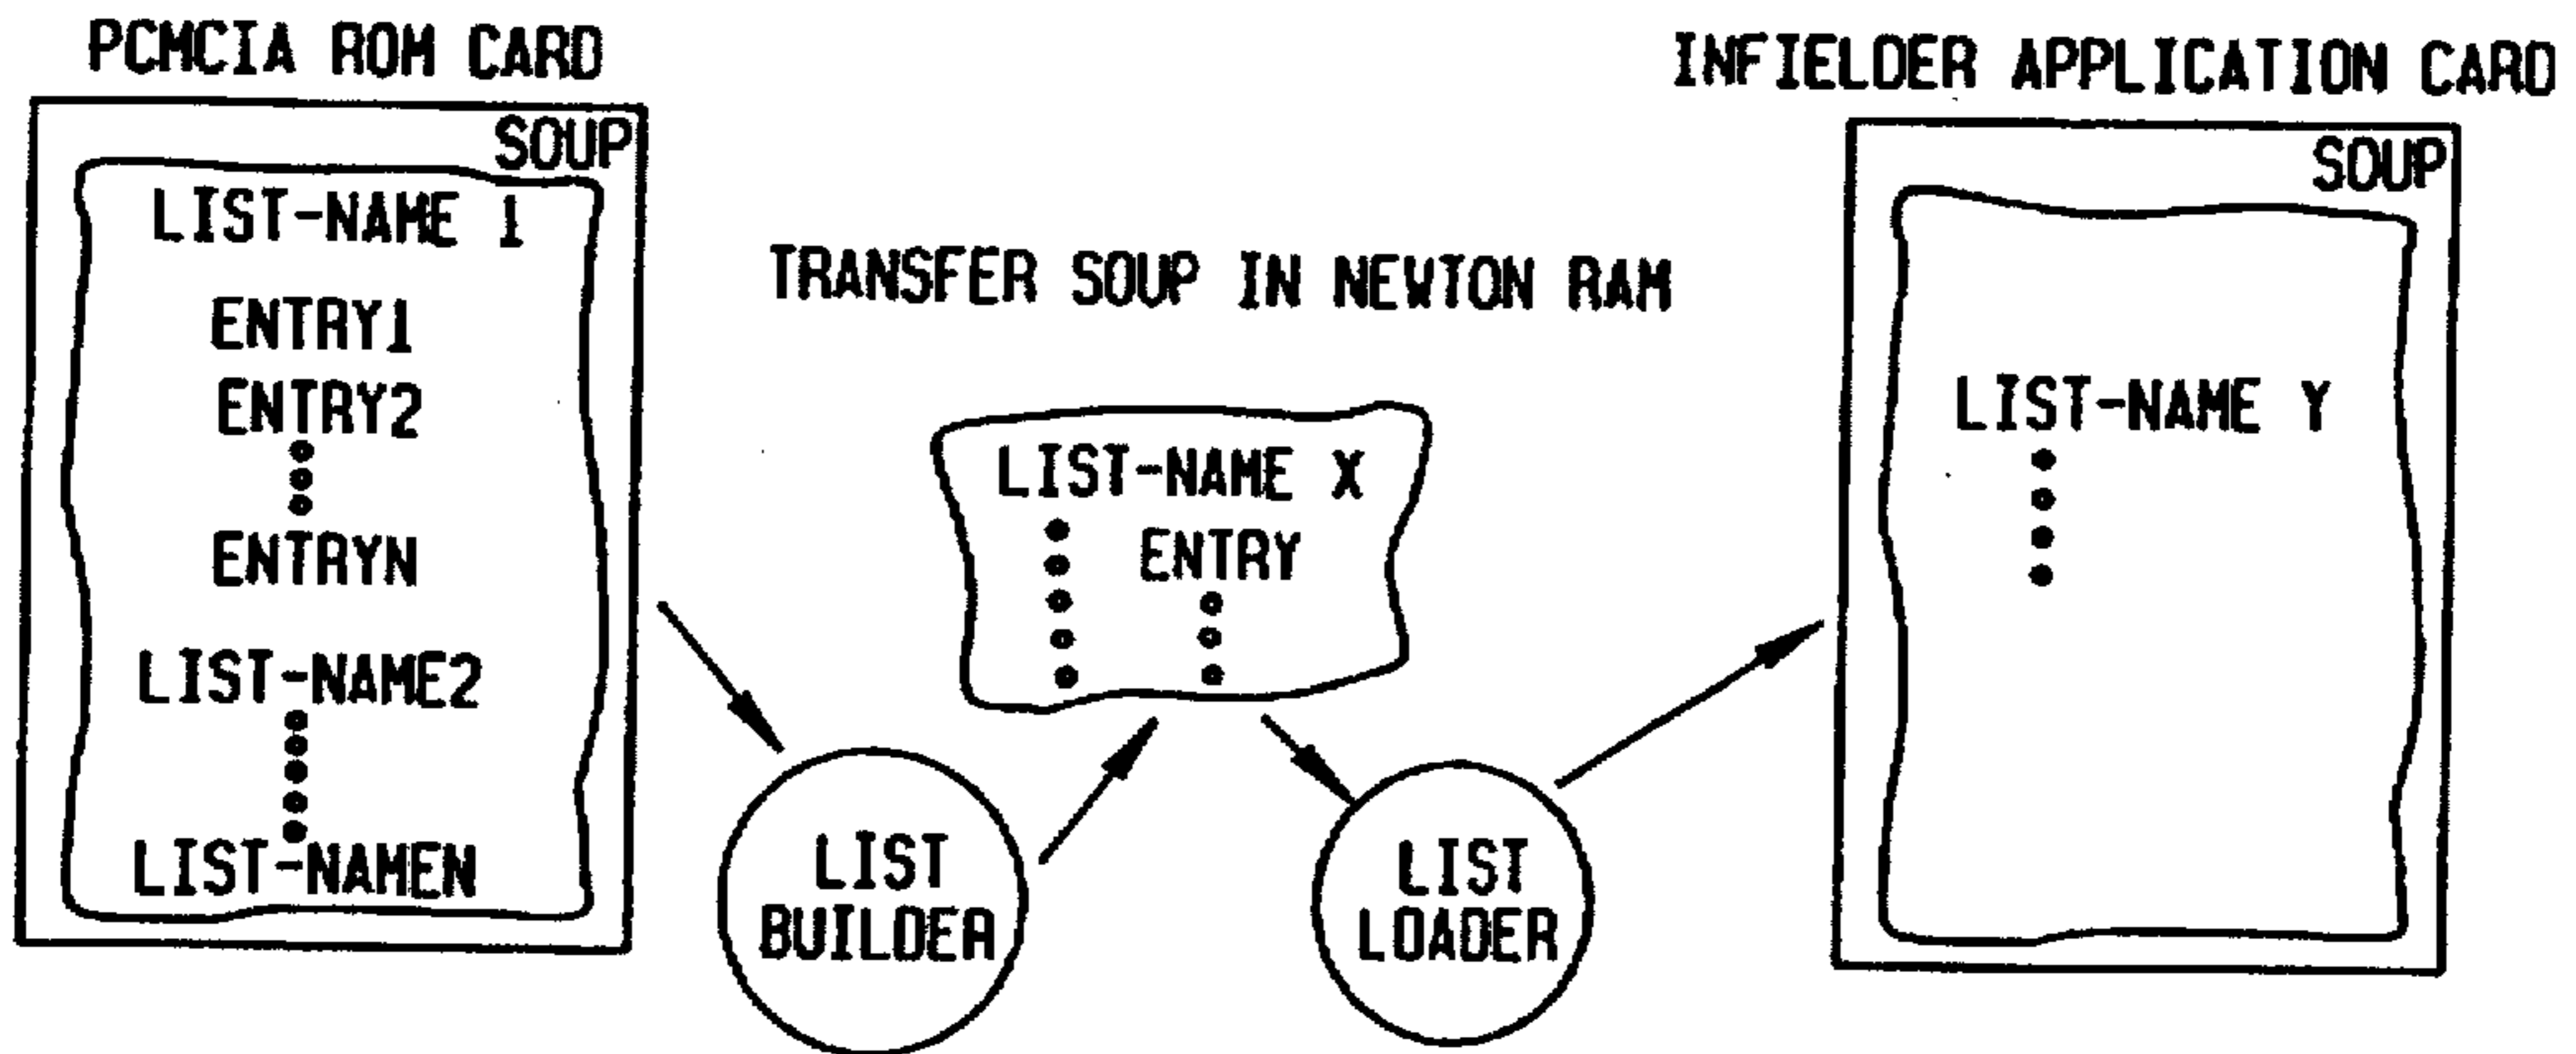 PCMCIA ROM CARD
SOUP
LIST-NAME 1
ENTRY1
ENTRY2
ENTRYN
LIST-NAME2
LIST-NAMEN
TRANSFER SOUP IN NEWTON RAM
LIST-NAME X
ENTRY
LIST
BUILDER
LIST
LOADER
INFIELDER APPLICATION CARD
SOUP
LIST-NAME Y